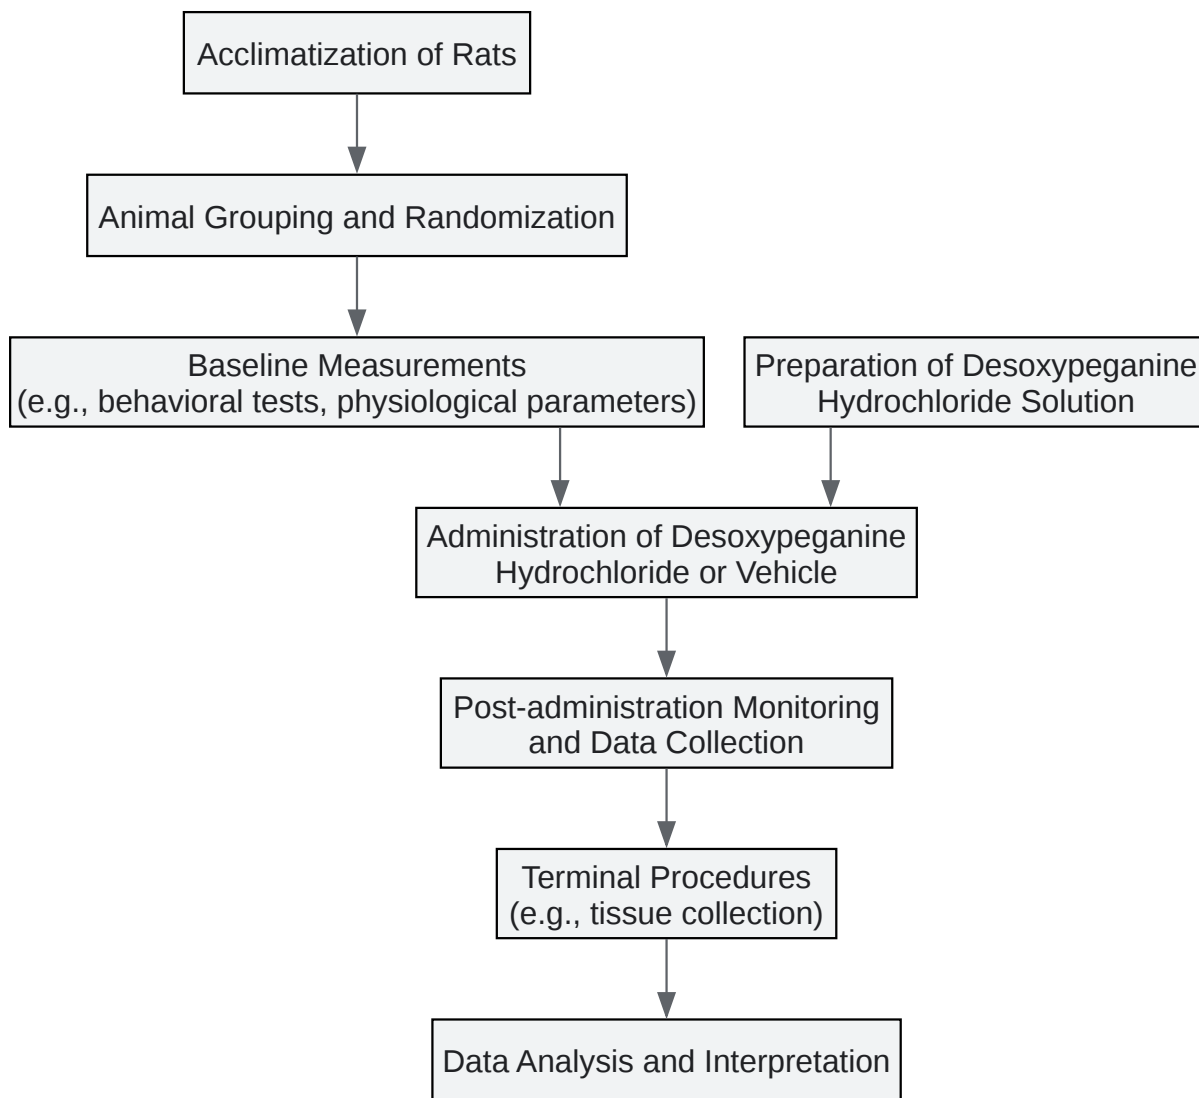 Acclimatization of Rats
Animal Grouping and Randomization
Baseline Measurements
(e.g., behavioral tests, physiological parameters)
Preparation of Desoxypeganine
Hydrochloride Solution
Administration of Desoxypeganine
Hydrochloride or Vehicle
Post-administration Monitoring
and Data Collection
Terminal Procedures
(e.g., tissue collection)
Data Analysis and Interpretation